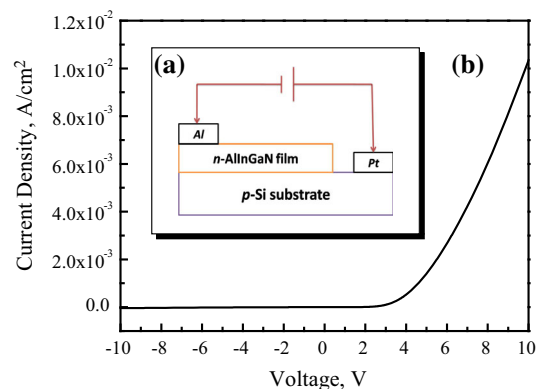 1.2x10⁻²
1.0x10⁻²
8.0x10⁻³
6.0x10⁻³
4.0x10⁻³
2.0x10⁻³
0.0
Current Density, A/cm²
(a)
(b)
Al
n-AlInGaN film
Pt
p-Si substrate
-10 -8 -6 -4 -2 0 2 4 6 8 10
Voltage, V